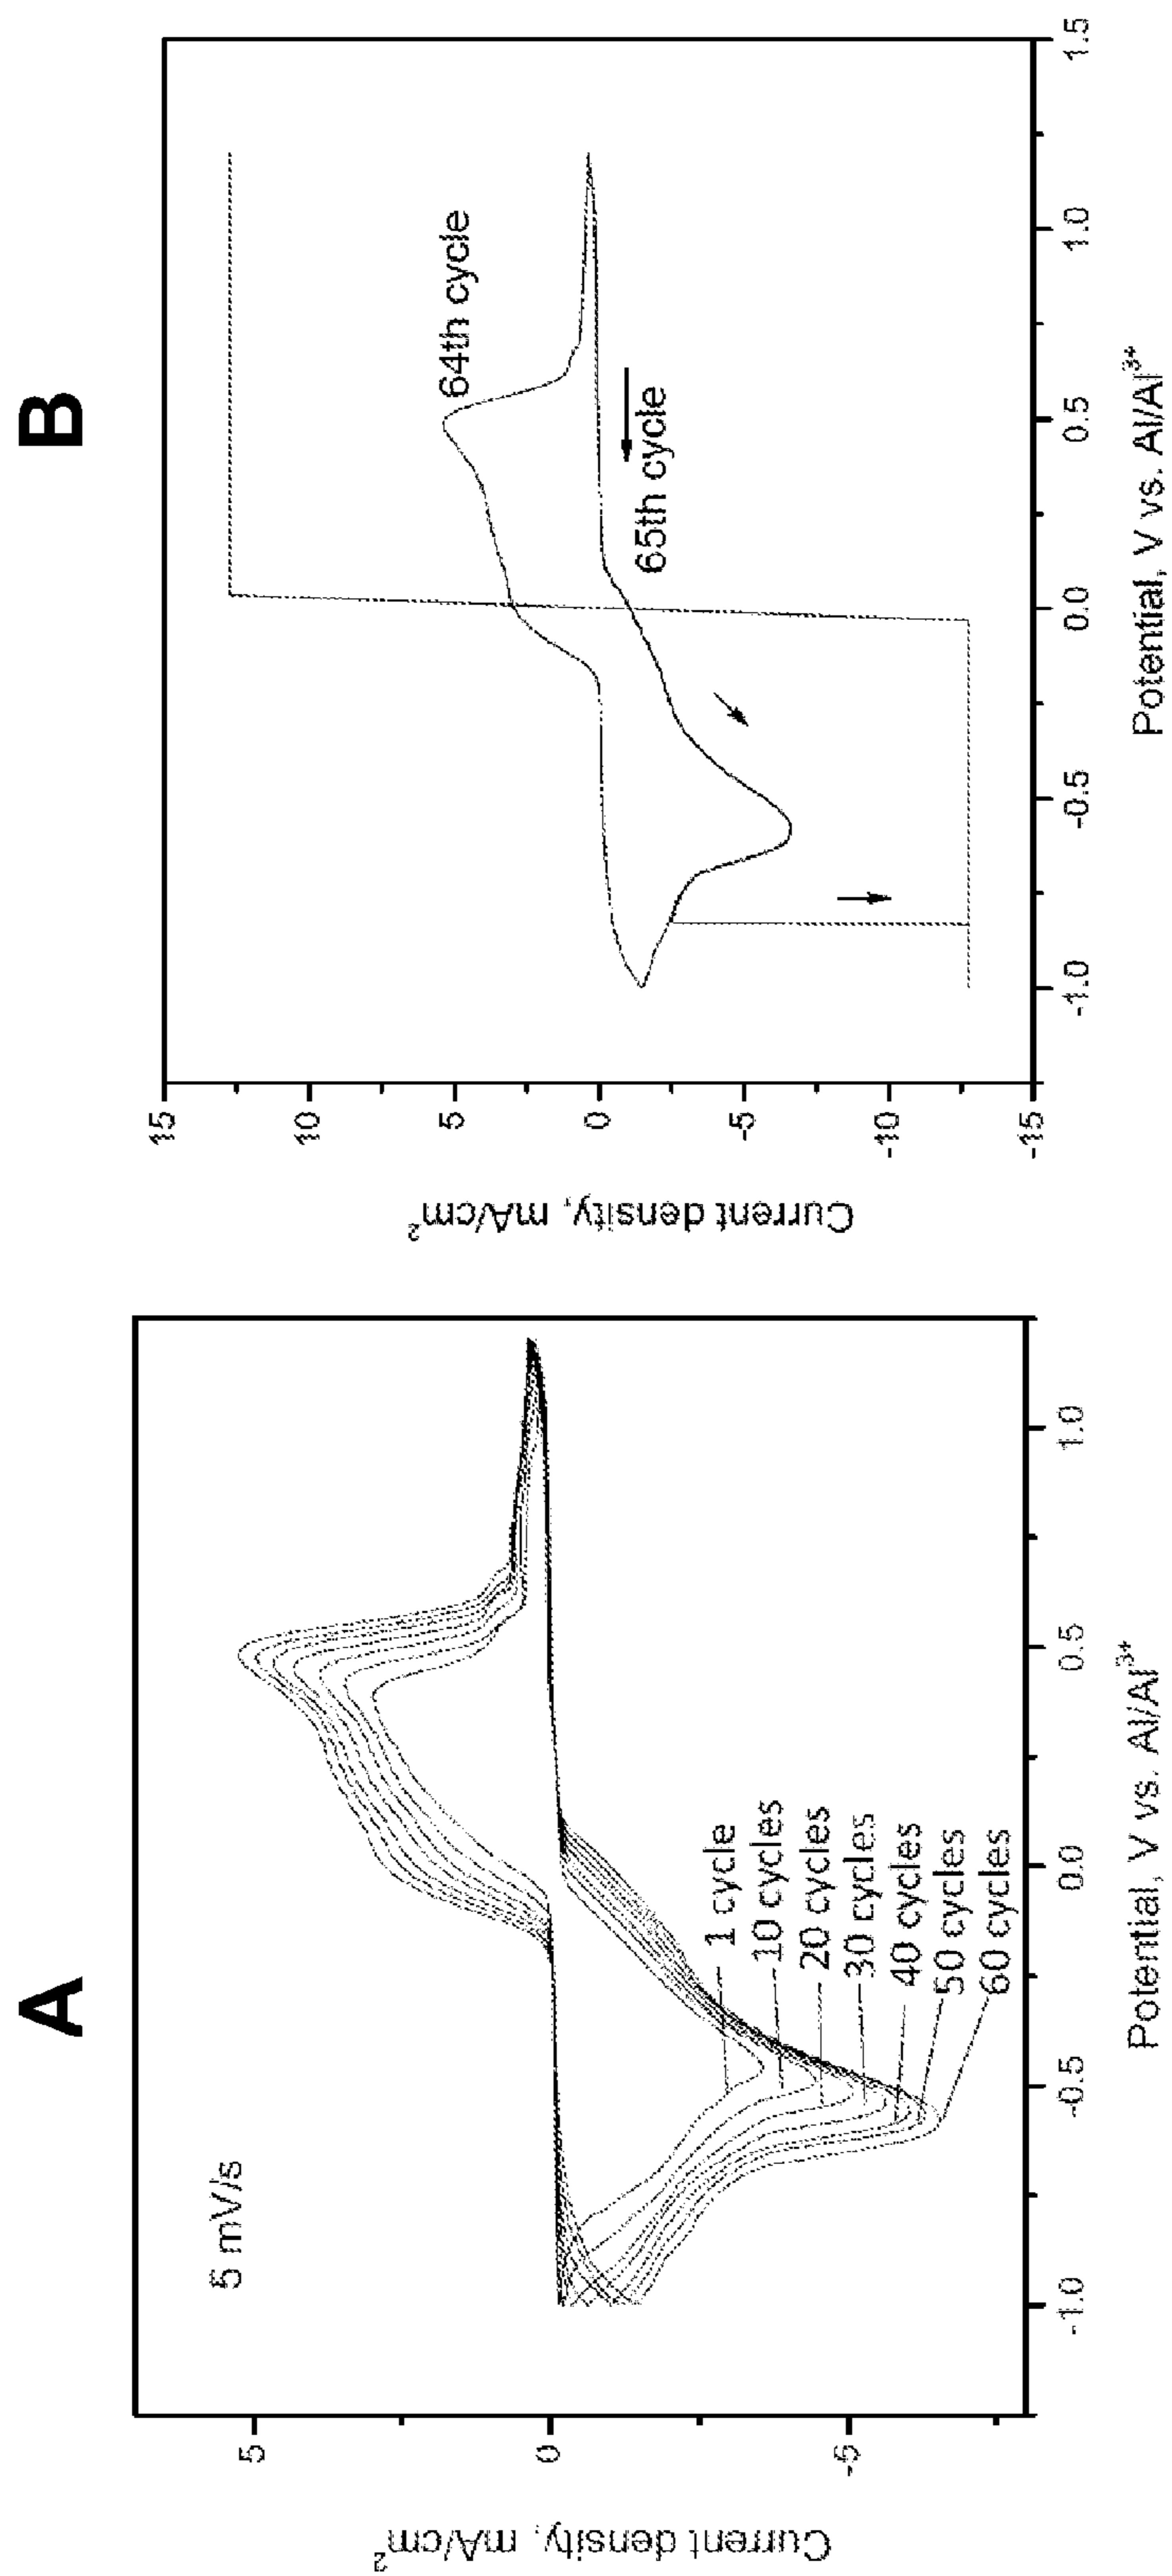 A
5 mV/s
1 cycle
10 cycles
20 cycles
30 cycles
40 cycles
50 cycles
60 cycles
5
0
-5
Current density, mA/cm²
-1.0
-0.5
0.0
0.5
1.0
Potential, V vs. Al/Al³⁺
B
64th cycle
65th cycle
15
10
5
0
-5
-10
-15
Current density, mA/cm²
-1.0
-0.5
0.0
0.5
1.0
1.5
Potential, V vs. Al/Al³⁺